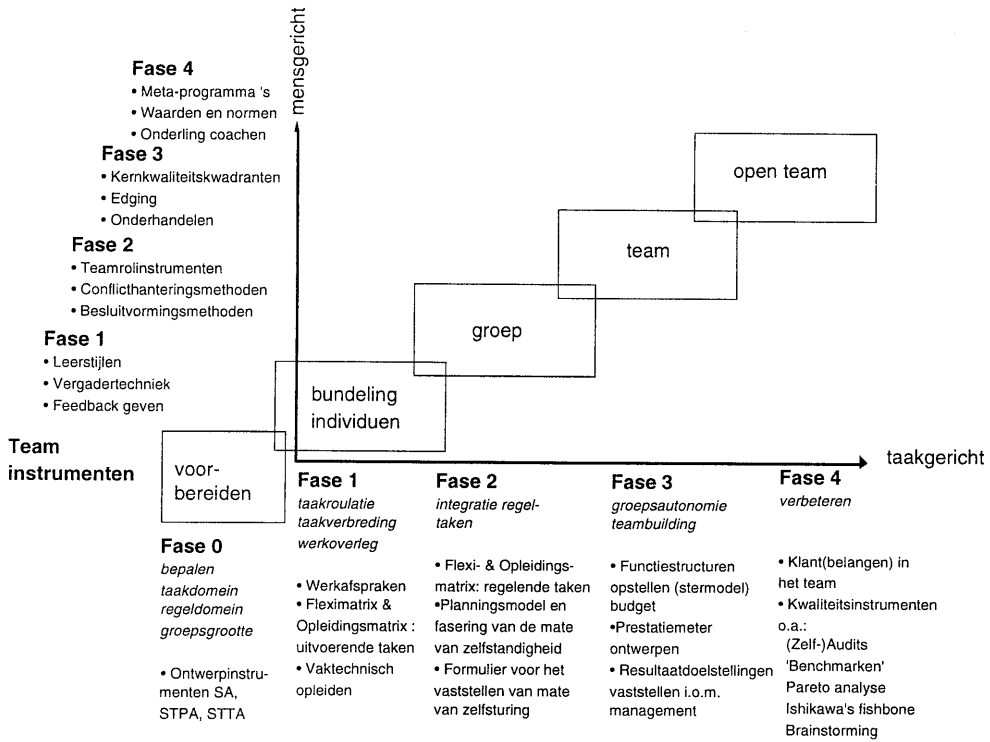 mensgericht
Fase 4
• Meta-programma 's
• Waarden en normen
• Onderling coachen
Fase 3
• Kernkwaliteitskwadranten
• Edging
• Onderhandelen
Fase 2
• Teamrolinstrumenten
• Conflicthanteringsmethoden
• Besluitvormingsmethoden
Fase 1
• Leerstijlen
• Vergadertechniek
• Feedback geven
Team
instrumenten
open team
team
groep
bundeling
individuen
voor-
bereiden
taakgericht
Fase 0
bepalen
taakdomein
regeldomein
groepsgrootte
• Ontwerpinstru-
menten SA,
STPA, STTA
Fase 1
taakroulatie
taakverbreding
werkoverleg
• Werkafspraken
• Fleximatrix &
Opleidingsmatrix :
uitvoerende taken
• Vaktechnisch
opleiden
Fase 2
integratie regel-
taken
• Flexi- & Opleidings-
matrix: regelende taken
•Planningsmodel en
fasering van de mate
van zelfstandigheid
• Formulier voor het
vaststellen van mate
van zelfsturing
Fase 3
groepsautonomie
teambuilding
• Functiestructuren
opstellen (stermodel)
budget
•Prestatiemeter
ontwerpen
• Resultaatdoelstellingen
vaststellen i.o.m.
management
Fase 4
verbeteren
• Klant(belangen) in
het team
• Kwaliteitsinstrumenten
o.a.:
(Zelf-)Audits
'Benchmarken'
Pareto analyse
Ishikawa's fishbone
Brainstorming